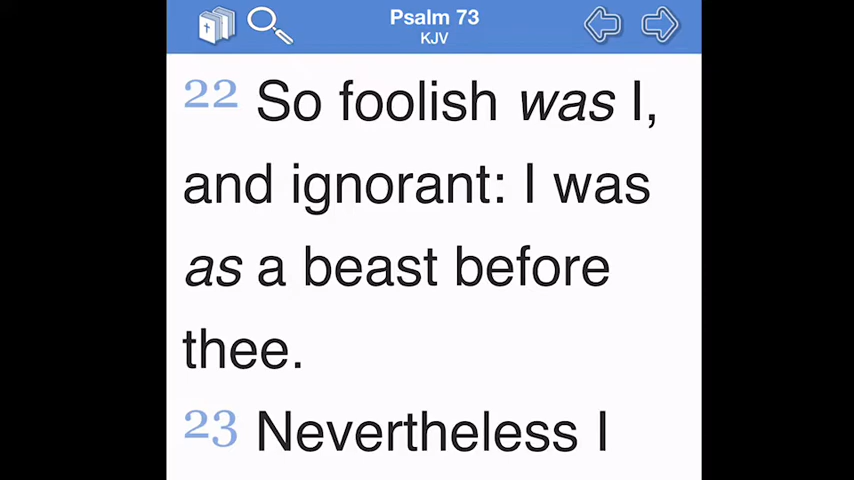 Psalm 73
KJV
22 So foolish was I,
and ignorant: I was
as a beast before
thee.
23 Nevertheless I